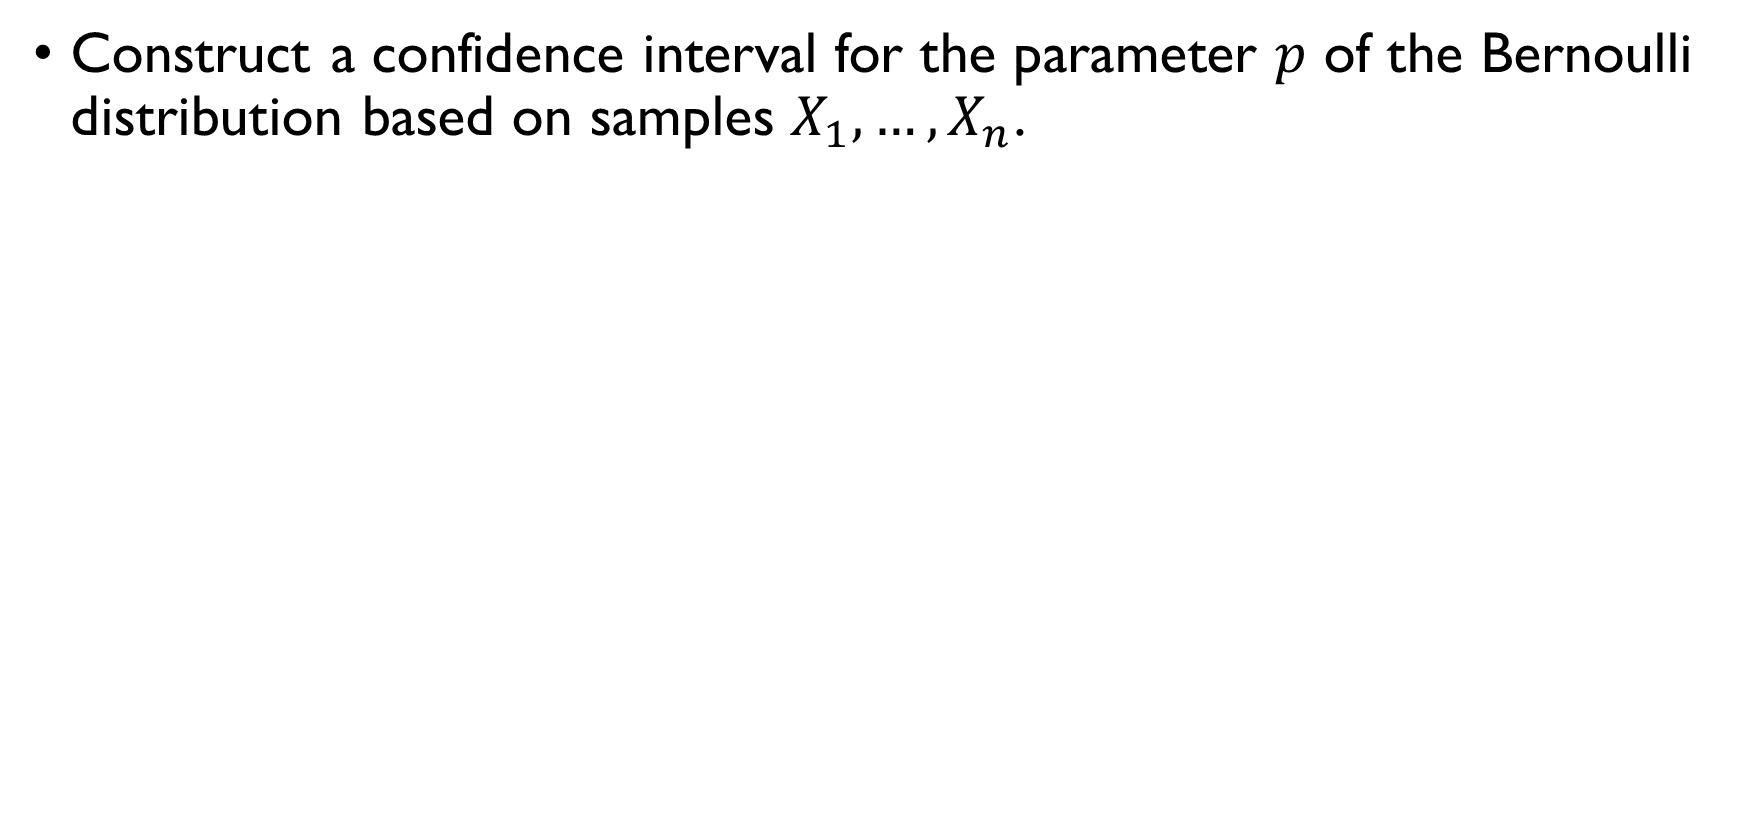 • Construct a confidence interval for the parameter p of the Bernoulli
distribution based on samples X₁, … , Xₙ.